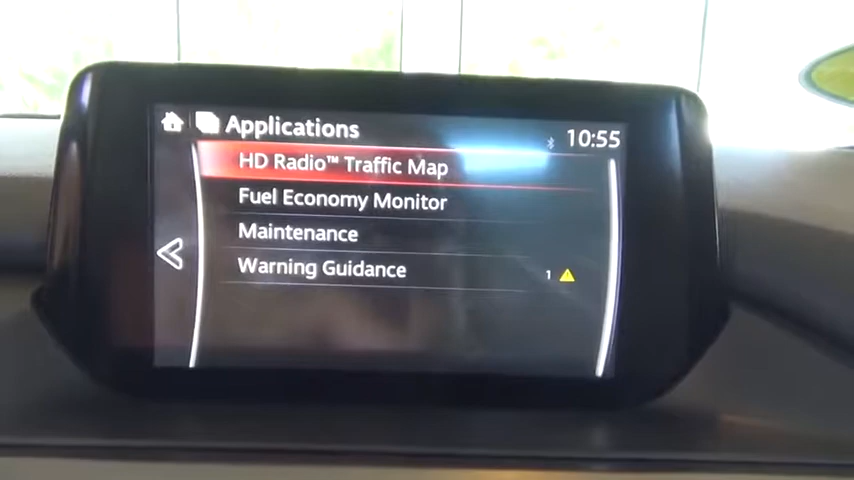 Applications 10:55
HD Radio™ Traffic Map
Fuel Economy Monitor
Maintenance
Warning Guidance 1